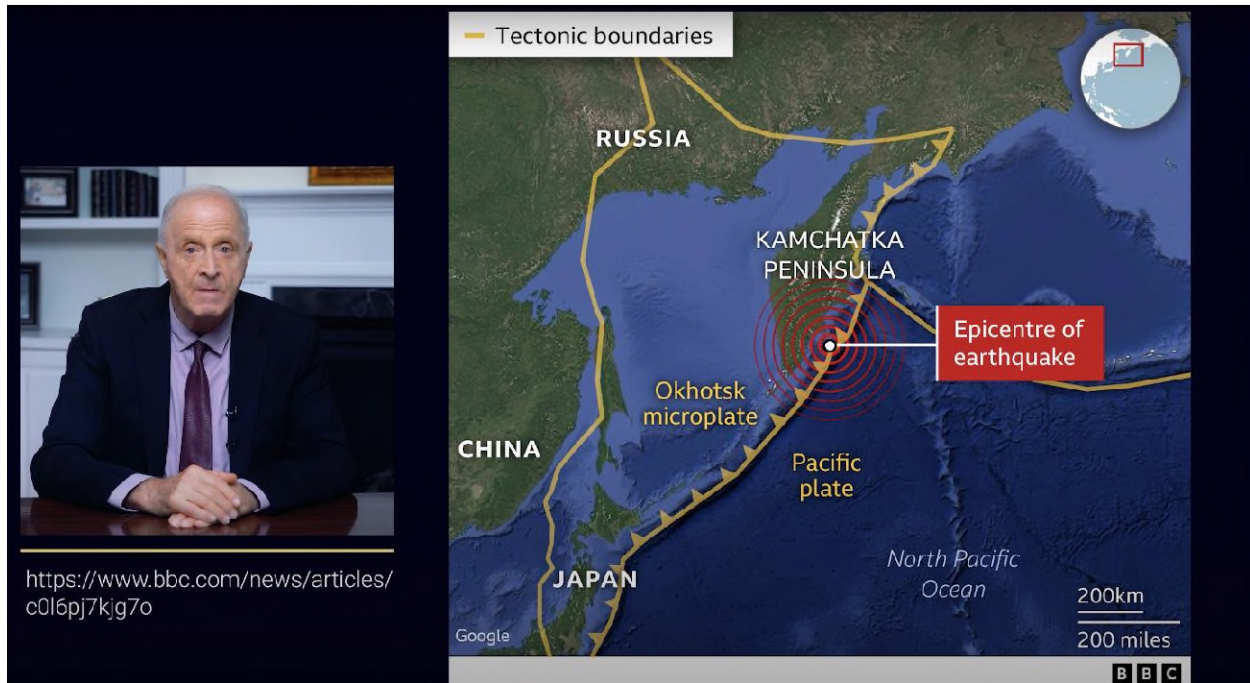 Tectonic boundaries
RUSSIA
KAMCHATKA
PENINSULA
Epicentre of
earthquake
Okhotsk
microplate
CHINA
Pacific
plate
North Pacific
Ocean
JAPAN
200km
200 miles
Google
BBC
https://www.bbc.com/news/articles/
c0l6pj7kjg7o